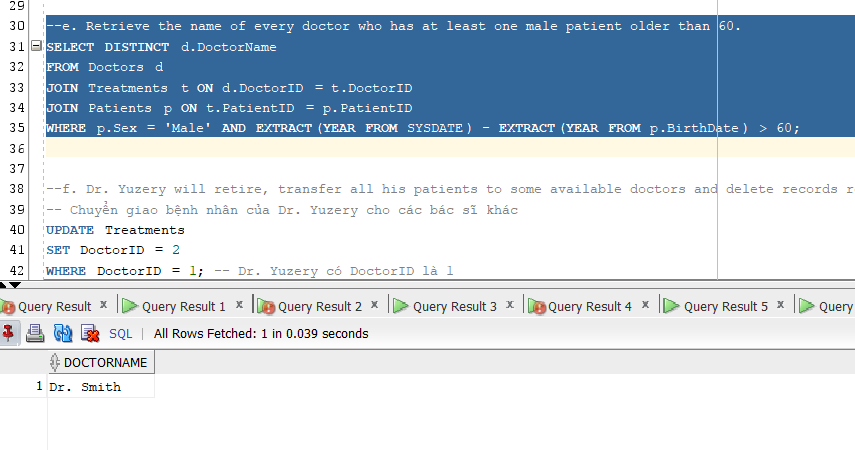 29
30 --e. Retrieve the name of every doctor who has at least one male patient older than 60.
31 SELECT DISTINCT d.DoctorName
32 FROM Doctors d
33 JOIN Treatments t ON d.DoctorID = t.DoctorID
34 JOIN Patients p ON t.PatientID = p.PatientID
35 WHERE p.Sex = 'Male' AND EXTRACT(YEAR FROM SYSDATE) - EXTRACT(YEAR FROM p.BirthDate) > 60;
36
37
38 --f. Dr. Yuzery will retire, transfer all his patients to some available doctors and delete records r
39 -- Chuyển giao bệnh nhân của Dr. Yuzery cho các bác sĩ khác
40 UPDATE Treatments
41 SET DoctorID = 2
42 WHERE DoctorID = 1; -- Dr. Yuzery có DoctorID là 1
Query Result x Query Result 1 x Query Result 2 x Query Result 3 x Query Result 4 x Query Result 5 x Query
SQL | All Rows Fetched: 1 in 0.039 seconds
DOCTORNAME
1 Dr. Smith